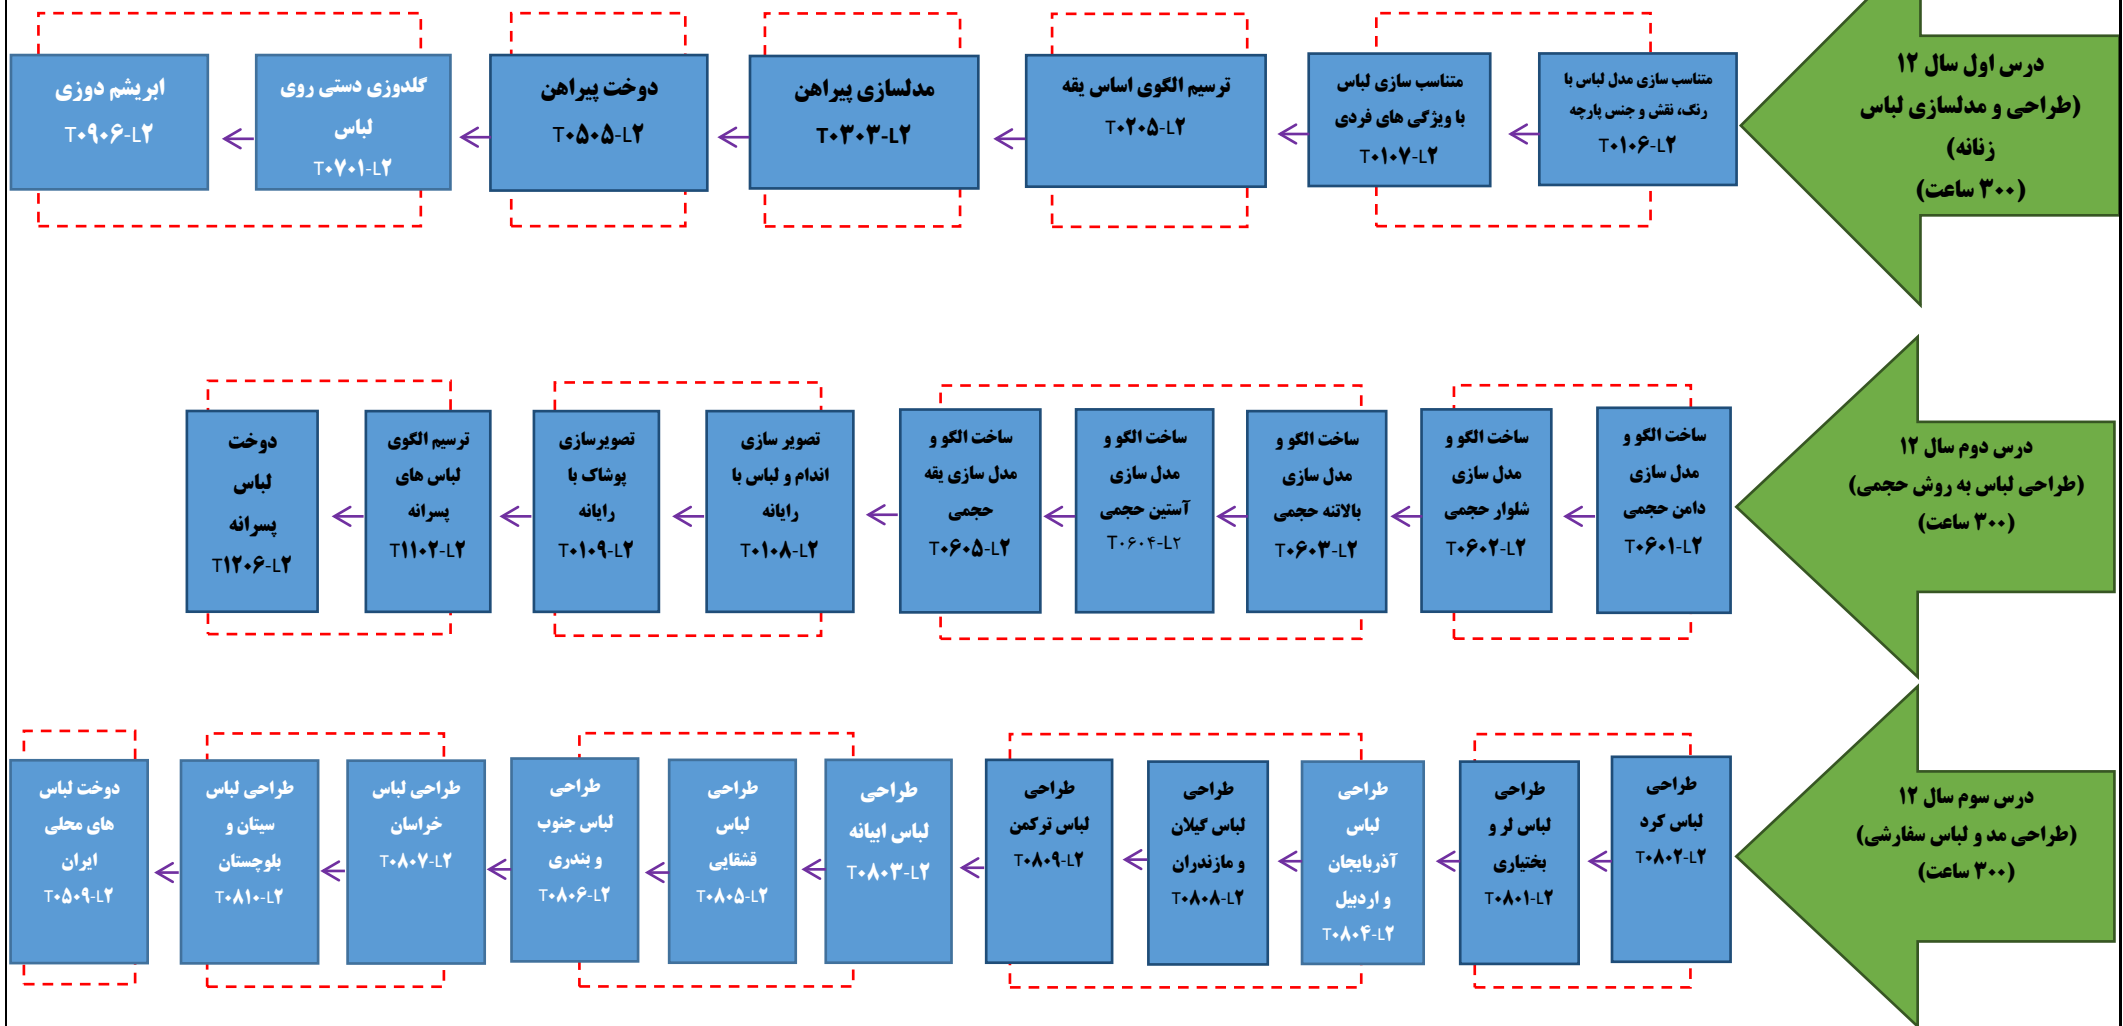 درس اول سال ۱۲
(طراحی و مدلسازی لباس
زنانه)
(۳۰۰ ساعت)
متناسب سازی مدل لباس با
رنگ، نقش و جنس پارچه
T۰۱۰۶-L۲
متناسب سازی لباس
با ویژگی های فردی
T۰۱۰۷-L۲
ترسیم الگوی اساس یقه
T۰۲۰۵-L۲
مدلسازی پیراهن
T۰۳۰۳-L۲
دوخت پیراهن
T۰۵۰۵-L۲
گلدوزی دستی روی
لباس
T۰۷۰۱-L۲
ابریشم دوزی
T۰۹۰۶-L۲
درس دوم سال ۱۲
(طراحی لباس به روش حجمی)
(۳۰۰ ساعت)
ساخت الگو و
مدل سازی
دامن حجمی
T۰۶۰۱-L۲
ساخت الگو و
مدل سازی
شلوار حجمی
T۰۶۰۲-L۲
ساخت الگو و
مدل سازی
بالاتنه حجمی
T۰۶۰۳-L۲
ساخت الگو و
مدل سازی
آستین حجمی
T۰۶۰۴-L۲
ساخت الگو و
مدل سازی یقه
حجمی
T۰۶۰۵-L۲
تصویر سازی
اندام و لباس با
رایانه
T۰۱۰۸-L۲
تصویرسازی
پوشاک با
رایانه
T۰۱۰۹-L۲
ترسیم الگوی
لباس های
پسرانه
T۱۱۰۲-L۲
دوخت
لباس
پسرانه
T۱۲۰۶-L۲
درس سوم سال ۱۲
(طراحی مد و لباس سفارشی)
(۳۰۰ ساعت)
طراحی
لباس کرد
T۰۸۰۲-L۲
طراحی
لباس لر و
بختیاری
T۰۸۰۱-L۲
طراحی
لباس
آذربایجان
و اردبیل
T۰۸۰۴-L۲
طراحی
لباس گیلان
و مازندران
T۰۸۰۸-L۲
طراحی
لباس ترکمن
T۰۸۰۹-L۲
طراحی
لباس ابیانه
T۰۸۰۳-L۲
طراحی
لباس
قشقایی
T۰۸۰۵-L۲
طراحی
لباس جنوب
و بندری
T۰۸۰۶-L۲
طراحی لباس
خراسان
T۰۸۰۷-L۲
طراحی لباس
سیتان و
بلوچستان
T۰۸۱۰-L۲
دوخت لباس
های محلی
ایران
T۰۵۰۹-L۲